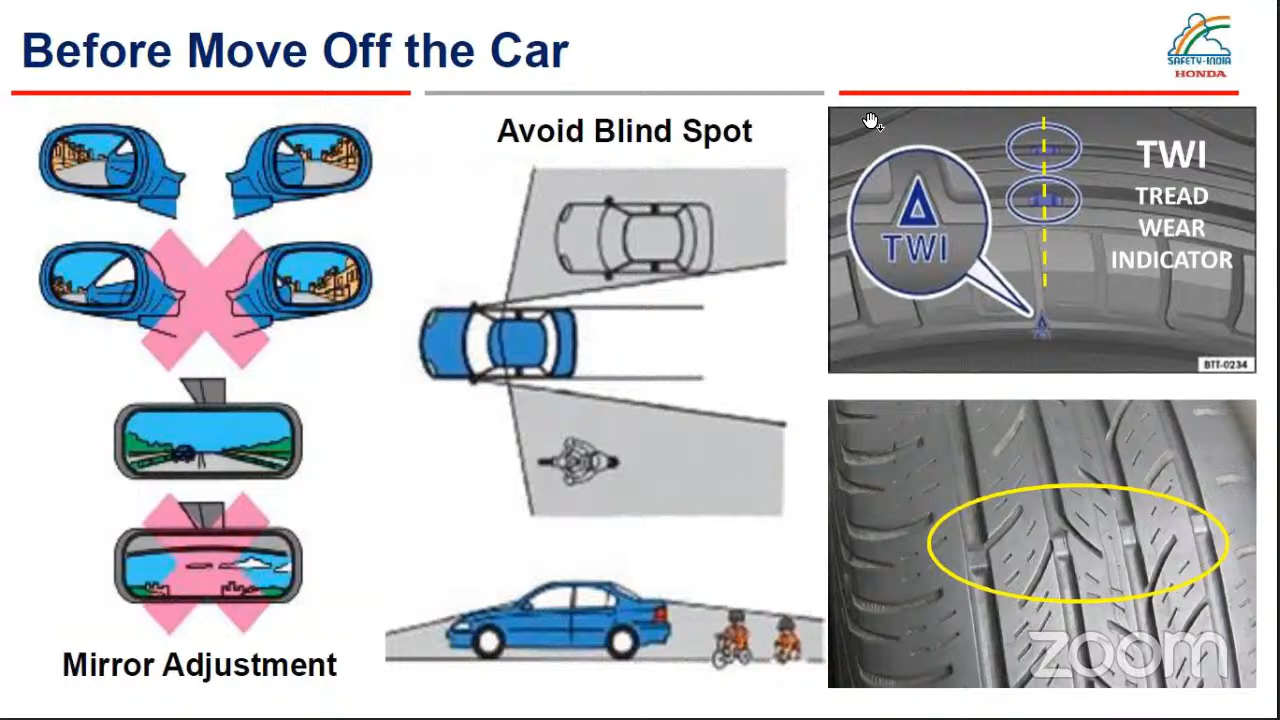 Before Move Off the Car
SAFETY-INDIA
HONDA
Avoid Blind Spot
TWI
TREAD
WEAR
INDICATOR
TWI
BTT-0234
Mirror Adjustment
zoom